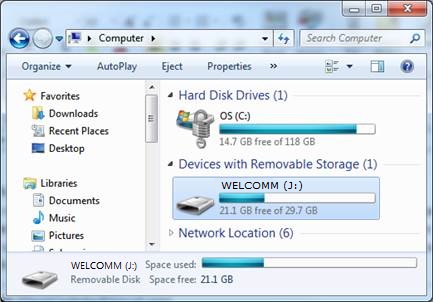 Computer
Search Computer
Organize
AutoPlay
Eject
Properties
»
Favorites
Downloads
Recent Places
Desktop
Libraries
Documents
Music
Pictures
Hard Disk Drives (1)
OS (C:)
14.7 GB free of 118 GB
Devices with Removable Storage (1)
WELCOMM (J:)
21.1 GB free of 29.7 GB
Network Location (6)
WELCOMM (J:) Space used:
Removable Disk Space free: 21.1 GB